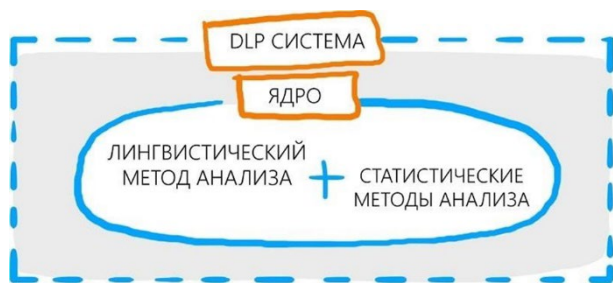 DLP СИСТЕМА
ЯДРО
ЛИНГВИСТИЧЕСКИЙ
МЕТОД АНАЛИЗА
+
СТАТИСТИЧЕСКИЕ
МЕТОДЫ АНАЛИЗА